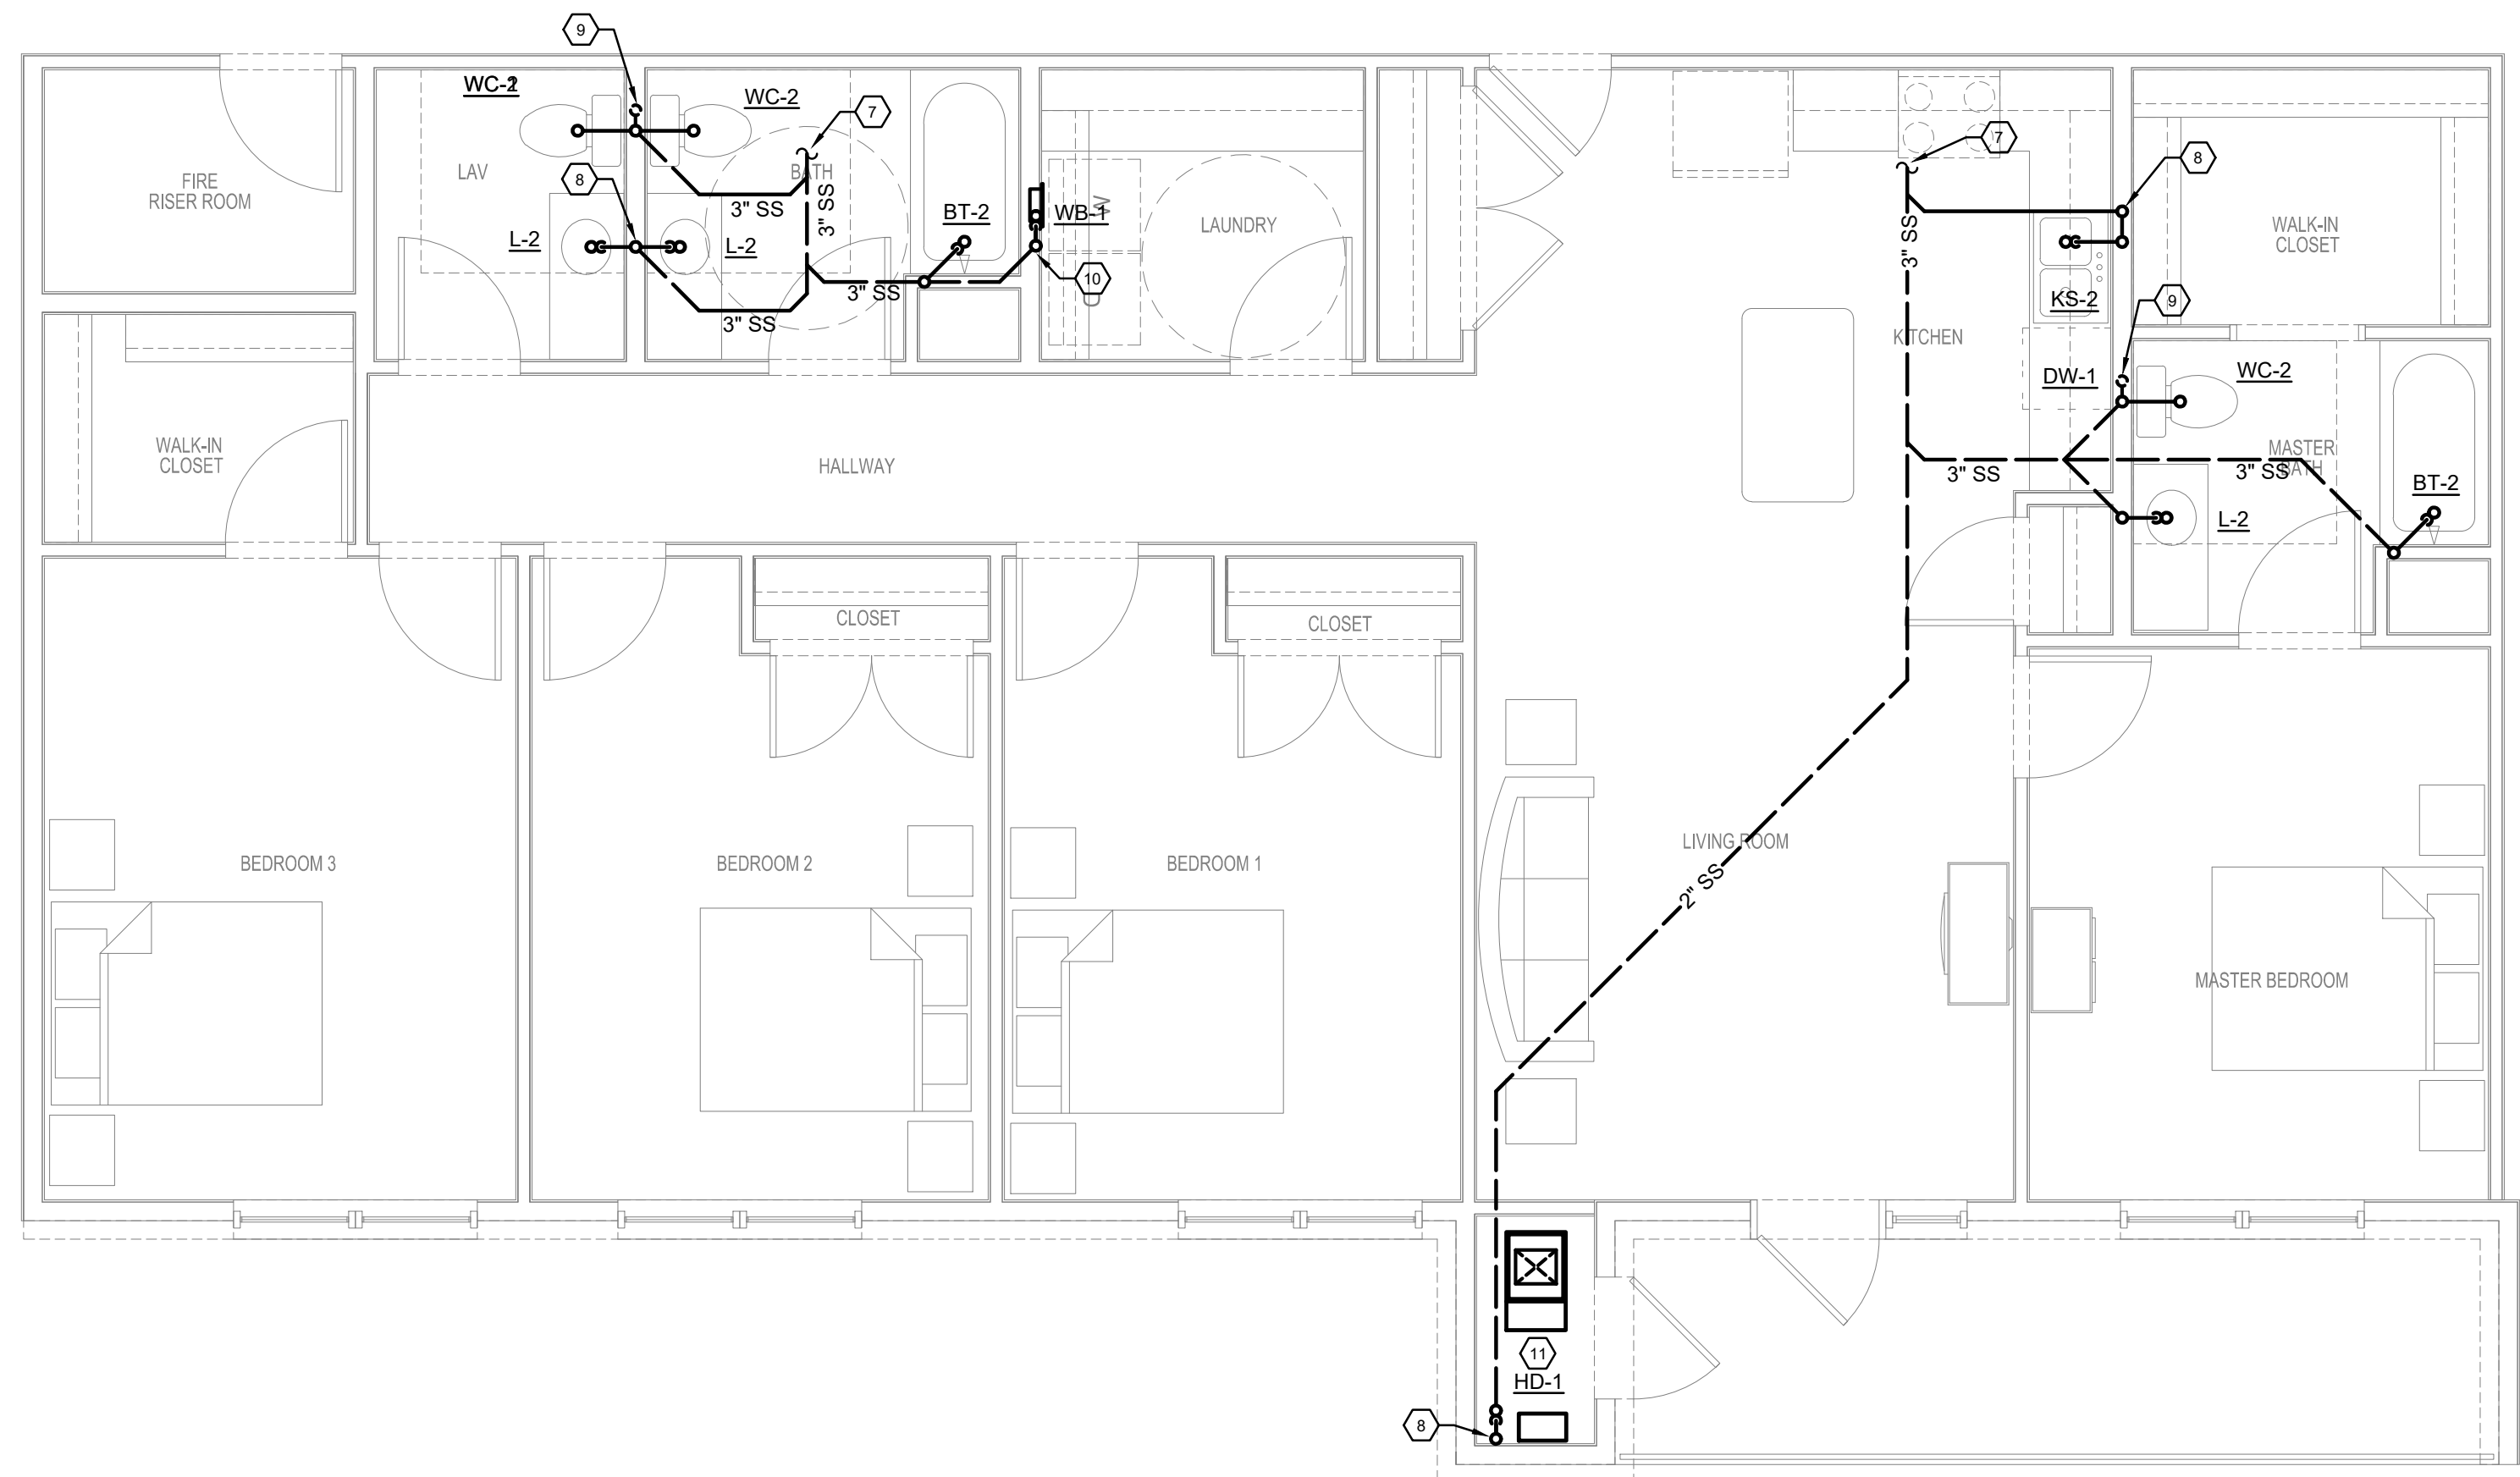 9
WC-2
WC-2
7
7
8
LAV
BATH
FIRE
RISER ROOM
8
3" SS
3" SS
BT-2
WB-1
W
LAUNDRY
WALK-IN
CLOSET
L-2
L-2
3" SS
10
D
3" SS
3" SS
KS-2
9
KITCHEN
DW-1
WC-2
WALK-IN
CLOSET
HALLWAY
MASTER
BATH
3" SS
3" SS
BT-2
L-2
CLOSET
CLOSET
LIVING ROOM
BEDROOM 3
BEDROOM 2
BEDROOM 1
2" SS
MASTER BEDROOM
11
HD-1
8